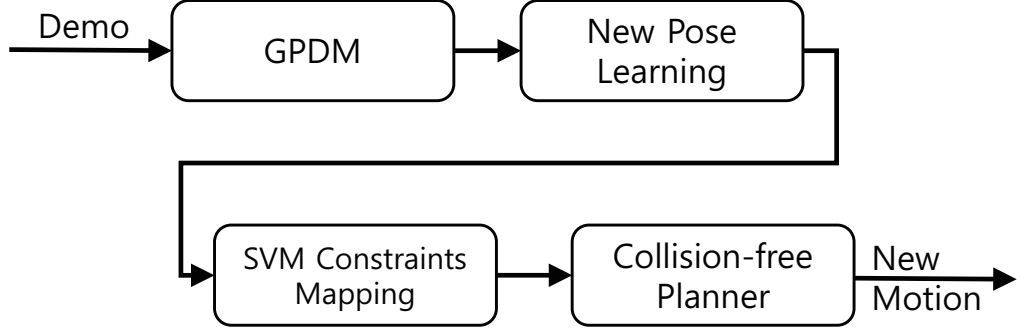 Demo
GPDM
New Pose
Learning
SVM Constraints
Mapping
Collision-free
Planner
New
Motion